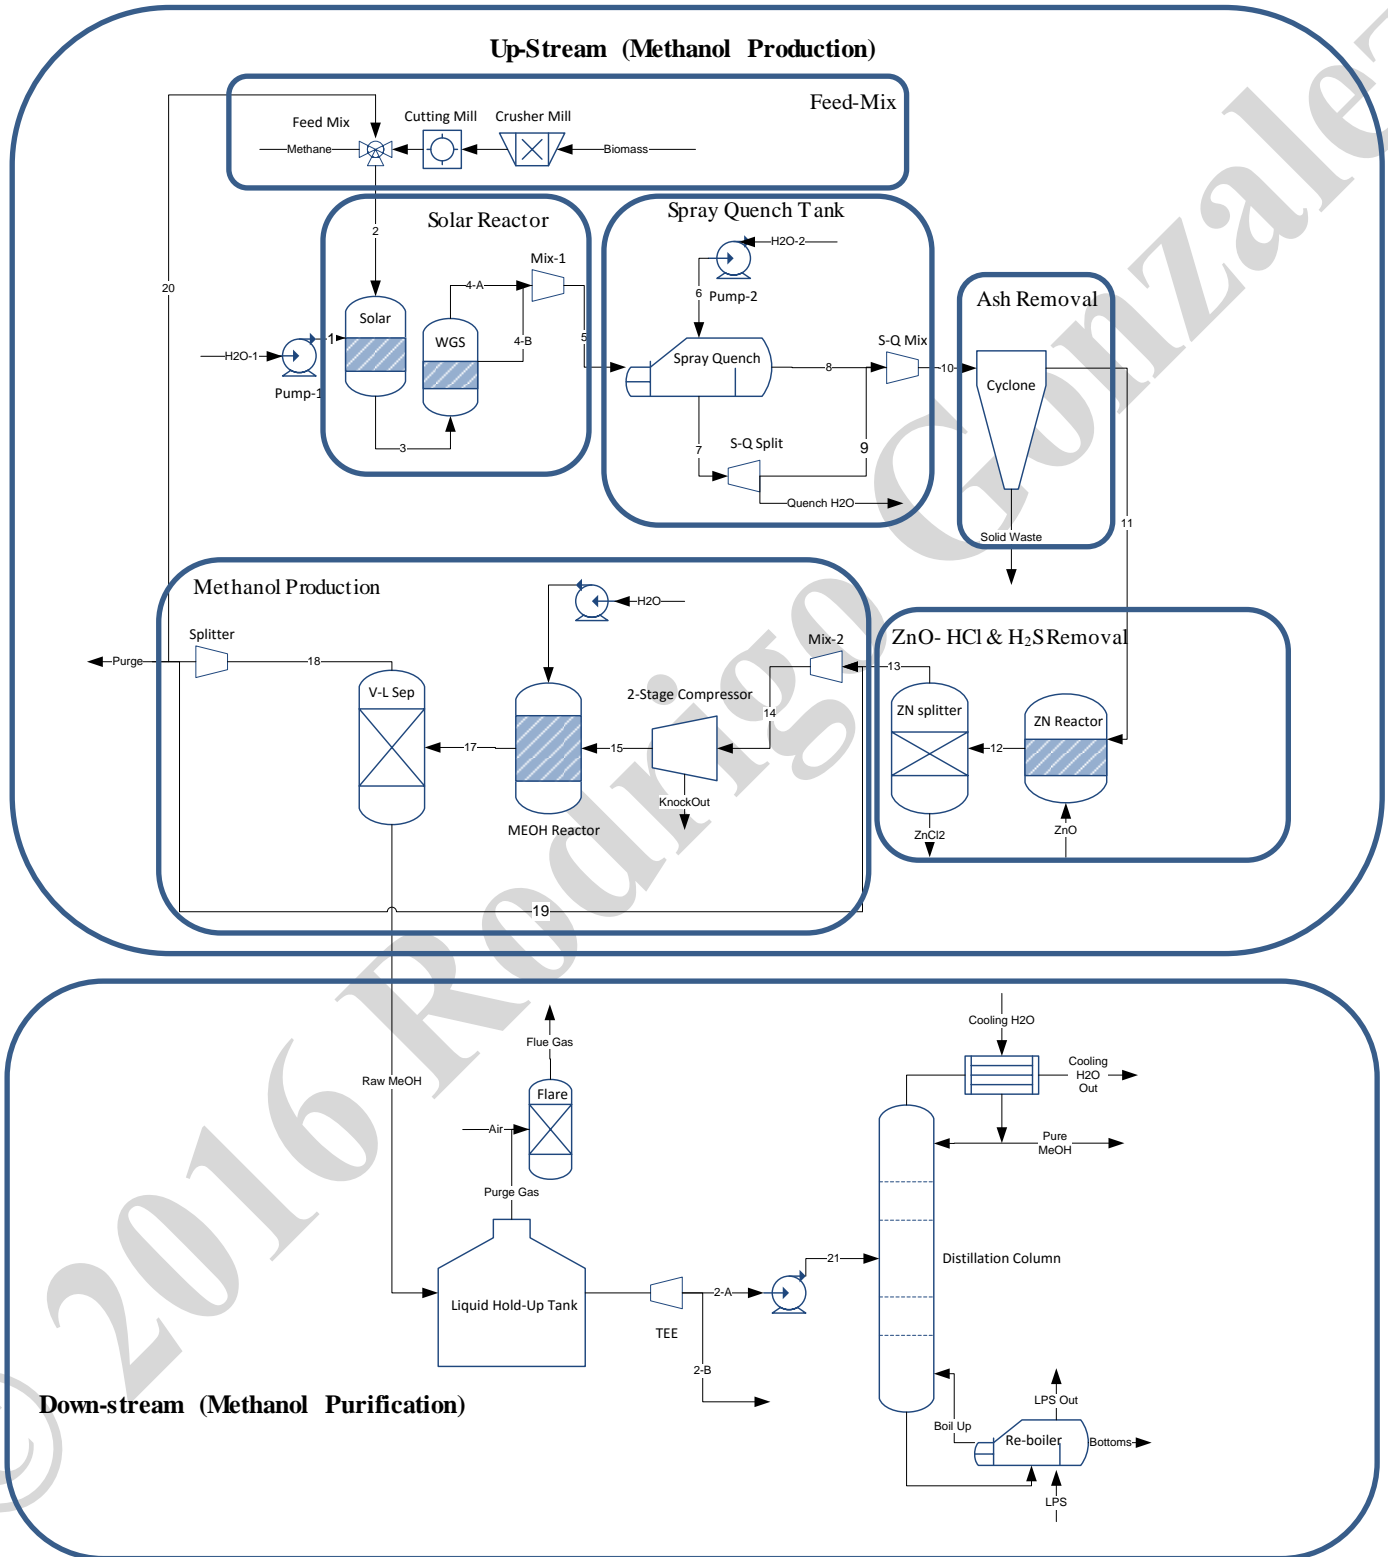 Up-Stream (Methanol Production)
Feed-Mix
Feed Mix
Cutting Mill
Crusher Mill
Methane
Biomass
2
Solar Reactor
Spray Quench Tank
Mix-1
H2O-2
20
4-A
6
Pump-2
Ash Removal
Solar
WGS
4-B
5
S-Q Mix
H2O-1
1
Spray Quench
8
10
Cyclone
Pump-1
3
7
S-Q Split
9
Quench H2O
11
Solid Waste
Methanol Production
H2O
ZnO- HCl & H2S Removal
Splitter
Mix-2
Purge
18
13
V-L Sep
2-Stage Compressor
ZN splitter
14
ZN Reactor
17
15
12
KnockOut
MEOH Reactor
ZnCl2
ZnO
19
Cooling H2O
Flue Gas
Cooling
H2O
Out
Raw MeOH
Flare
Air
Pure
MeOH
Purge Gas
21
Distillation Column
Liquid Hold-Up Tank
2-A
TEE
2-B
Down-stream (Methanol Purification)
LPS Out
Boil Up
Re-boiler
Bottoms
LPS
© 2016 Rodrigo Gonzalez